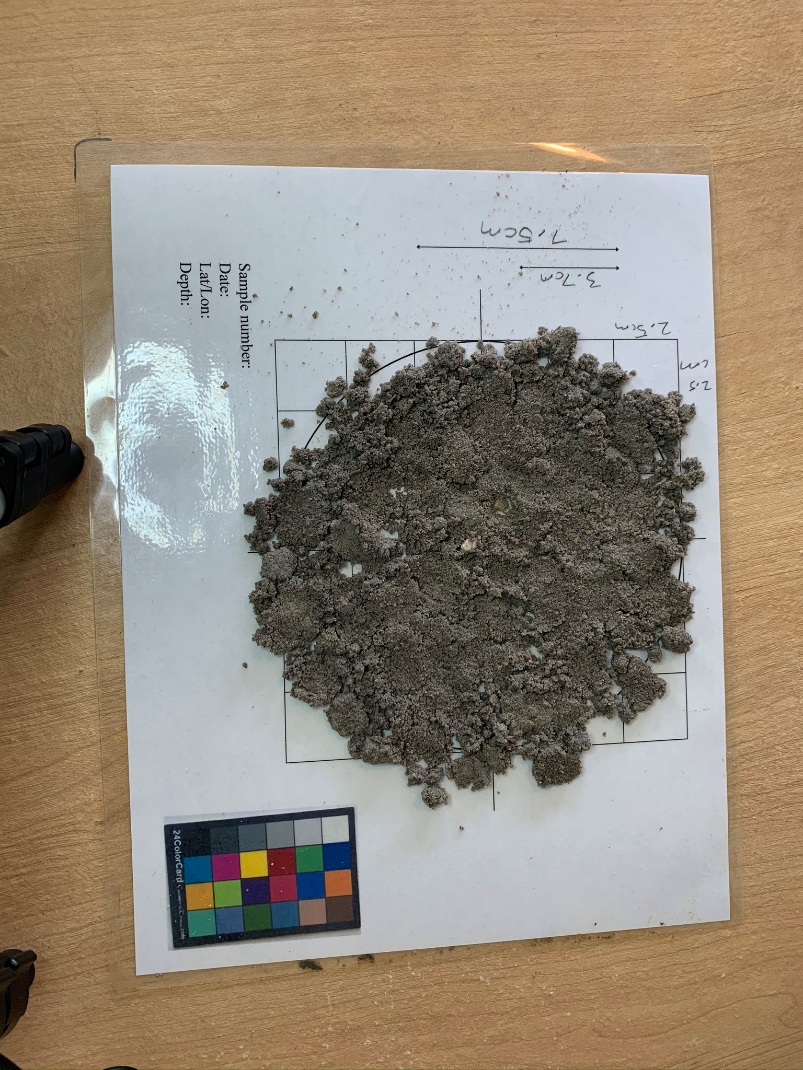 Sample number:
Date:
Lat/Lon:
Depth:
7.5cm
3.7cm
2.5cm
2.5
cm
24ColorCard